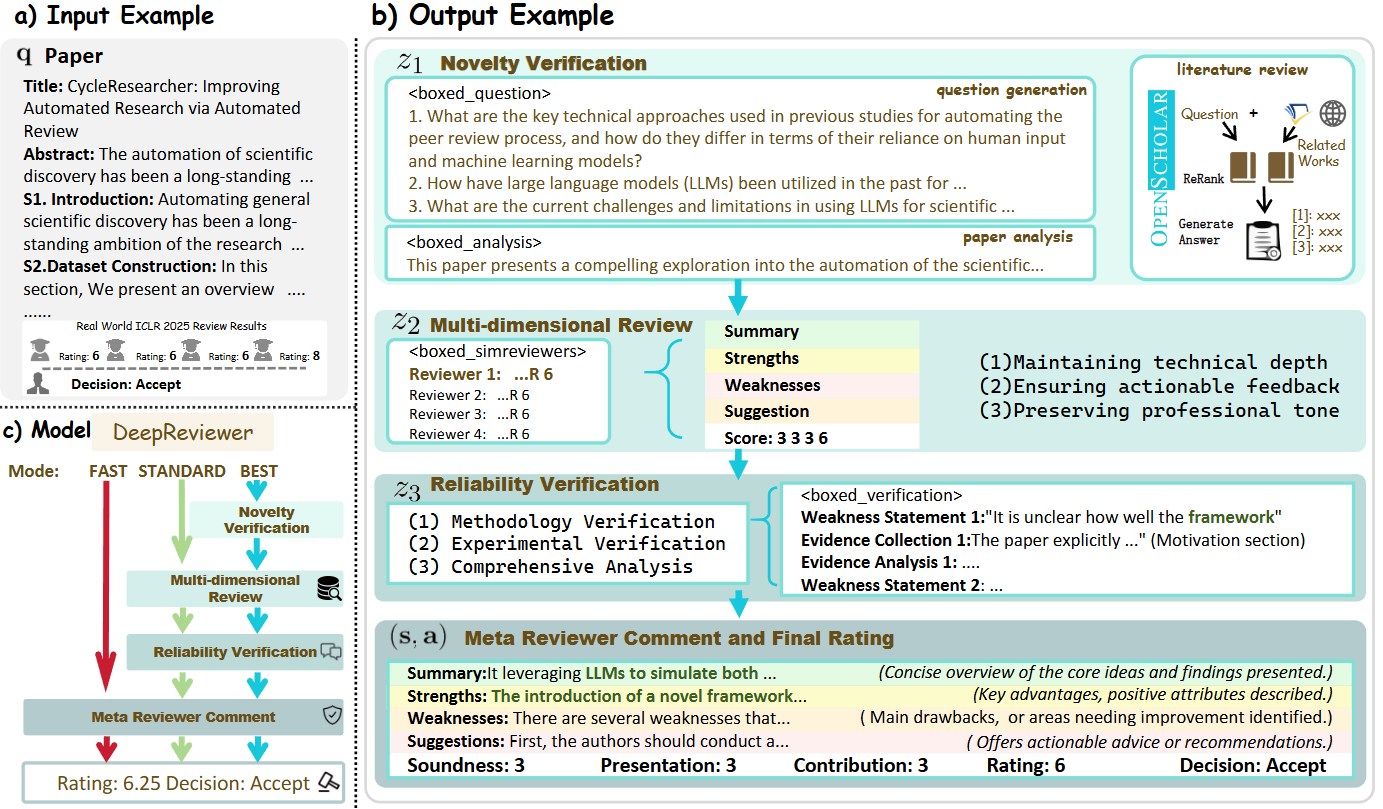 a) Input Example
q Paper
Title: CycleResearcher: Improving
Automated Research via Automated
Review
Abstract: The automation of scientific
discovery has been a long-standing ...
S1. Introduction: Automating general
scientific discovery has been a long-
standing ambition of the research ...
S2.Dataset Construction: In this
section, We present an overview ....
......
Real World ICLR 2025 Review Results
Rating: 6 Rating: 6 Rating: 6 Rating: 8
Decision: Accept
c) Model DeepReviewer
Mode: FAST STANDARD BEST
Novelty
Verification
Multi-dimensional
Review
Reliability Verification
Meta Reviewer Comment
Rating: 6.25 Decision: Accept
b) Output Example
z1 Novelty Verification
<boxed_question> question generation
1. What are the key technical approaches used in previous studies for automating the
peer review process, and how do they differ in terms of their reliance on human input
and machine learning models?
2. How have large language models (LLMs) been utilized in the past for ...
3. What are the current challenges and limitations in using LLMs for scientific ...
<boxed_analysis> paper analysis
This paper presents a compelling exploration into the automation of the scientific...
literature review
OPENSCHOLAR
Question +
Related
Works
ReRank
Generate
Answer
[1]: xxx
[2]: xxx
[3]: xxx
z2 Multi-dimensional Review
<boxed_simreviewers>
Reviewer 1: ...R 6
Reviewer 2: ...R 6
Reviewer 3: ...R 6
Reviewer 4: ...R 6
Summary
Strengths
Weaknesses
Suggestion
Score: 3 3 3 6
(1)Maintaining technical depth
(2)Ensuring actionable feedback
(3)Preserving professional tone
z3 Reliability Verification
(1) Methodology Verification
(2) Experimental Verification
(3) Comprehensive Analysis
<boxed_verification>
Weakness Statement 1:"It is unclear how well the framework"
Evidence Collection 1:The paper explicitly ..." (Motivation section)
Evidence Analysis 1: ....
Weakness Statement 2: ...
(s, a) Meta Reviewer Comment and Final Rating
Summary:It leveraging LLMs to simulate both ... (Concise overview of the core ideas and findings presented.)
Strengths: The introduction of a novel framework... (Key advantages, positive attributes described.)
Weaknesses: There are several weaknesses that... ( Main drawbacks, or areas needing improvement identified.)
Suggestions: First, the authors should conduct a... ( Offers actionable advice or recommendations.)
Soundness: 3 Presentation: 3 Contribution: 3 Rating: 6 Decision: Accept